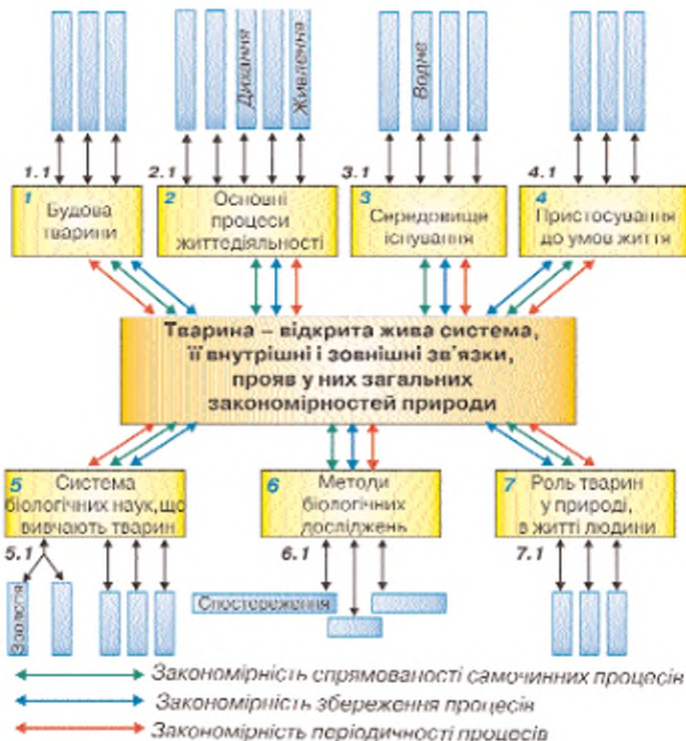 Дихання
Живлення
Водне
1.1
2.1
3.1
4.1
1
Будова
тварини
2
Основні
процеси
життєдіяльності
3
Середовище
існування
4
Пристосування
до умов життя
Тварина – відкрита жива система,
її внутрішні і зовнішні зв'язки,
прояв у них загальних
закономірностей природи
5
Система
біологічних наук, що
вивчають тварин
6
Методи
біологічних
досліджень
7
Роль тварин
у природі,
в житті людини
5.1
6.1
7.1
Зоологія
Спостереження
Закономірність спрямованості самочинних процесів
Закономірність збереження процесів
Закономірність періодичності процесів